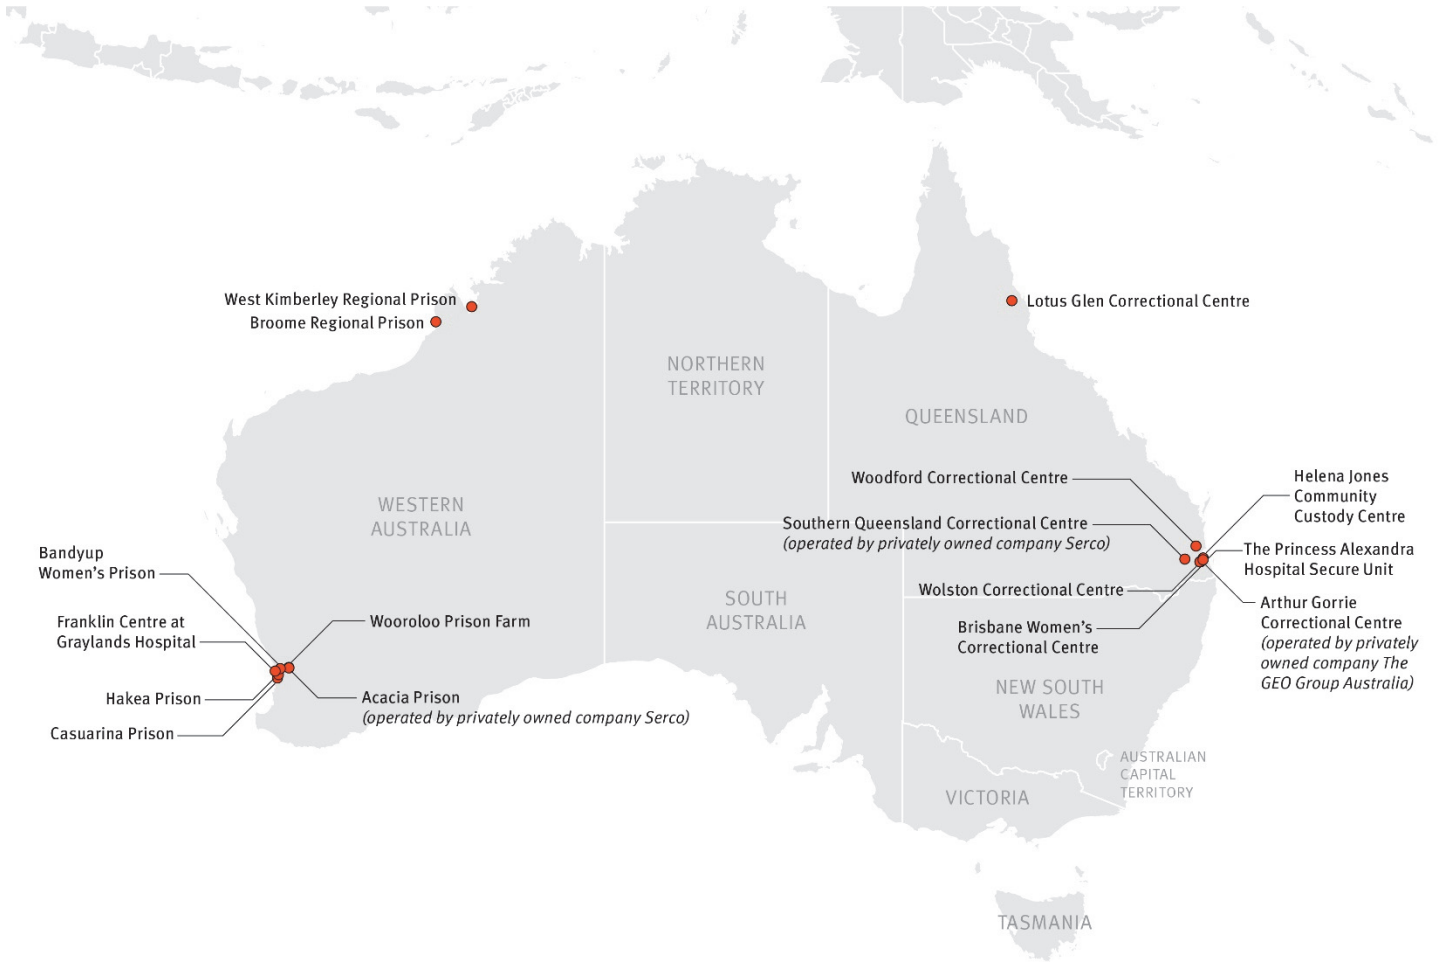 West Kimberley Regional Prison
Broome Regional Prison
Lotus Glen Correctional Centre
NORTHERN
TERRITORY
QUEENSLAND
WESTERN
AUSTRALIA
Woodford Correctional Centre
Helena Jones
Community
Custody Centre
Southern Queensland Correctional Centre
(operated by privately owned company Serco)
The Princess Alexandra
Hospital Secure Unit
Bandyup
Women's Prison
Wolston Correctional Centre
SOUTH
AUSTRALIA
Arthur Gorrie
Correctional Centre
(operated by privately
owned company The
GEO Group Australia)
Franklin Centre at
Graylands Hospital
Wooroloo Prison Farm
Brisbane Women's
Correctional Centre
Hakea Prison
Acacia Prison
(operated by privately owned company Serco)
NEW SOUTH
WALES
Casuarina Prison
AUSTRALIAN
CAPITAL
TERRITORY
VICTORIA
TASMANIA